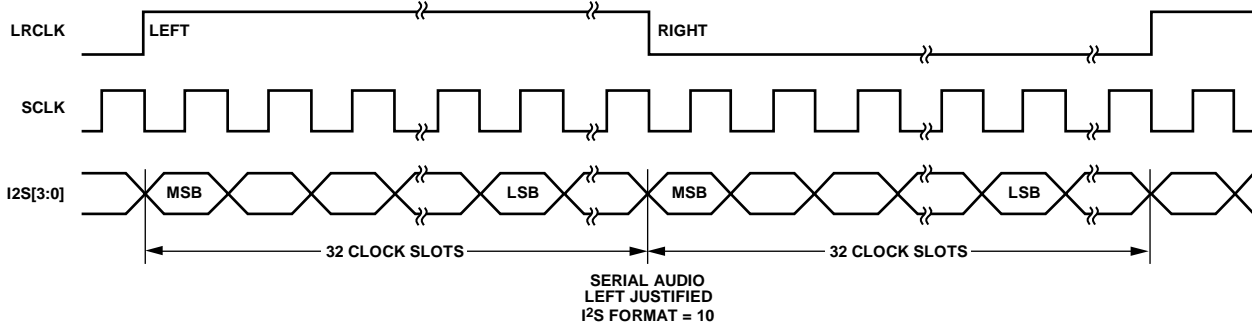 LRCLK
LEFT
RIGHT
SCLK
I2S[3:0]
MSB
LSB
MSB
LSB
32 CLOCK SLOTS
32 CLOCK SLOTS
SERIAL AUDIO
LEFT JUSTIFIED
I²S FORMAT = 10